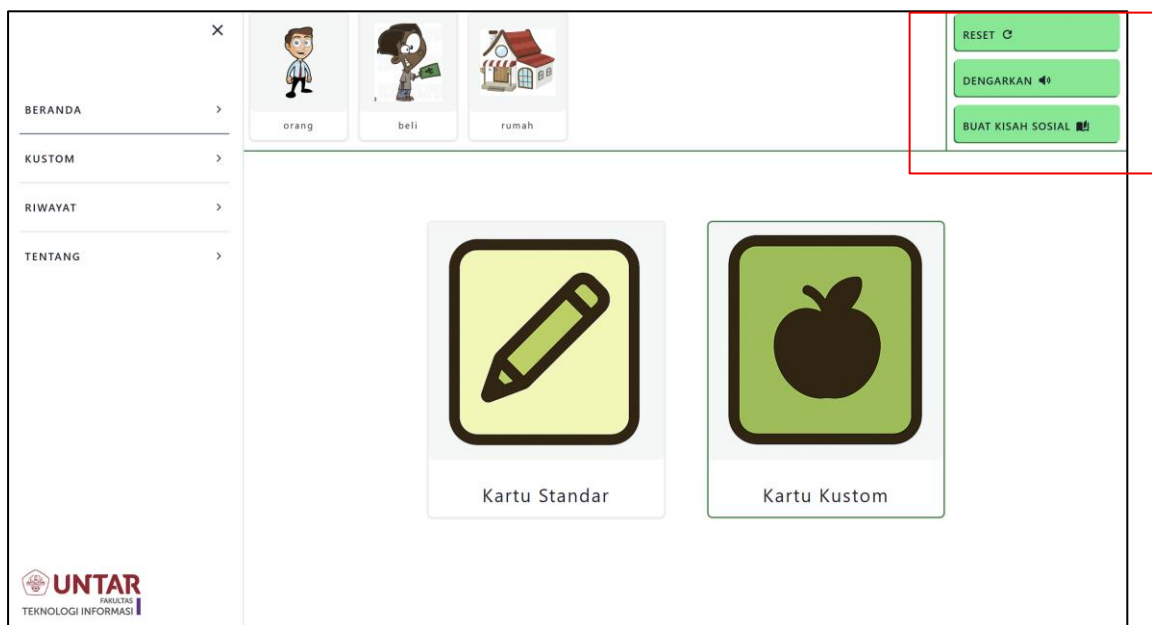 BERANDA
KUSTOM
RIWAYAT
TENTANG
UNTAR
FAKULTAS
TEKNOLOGI INFORMASI
orang
beli
rumah
RESET
DENGARKAN
BUAT KISAH SOSIAL
Kartu Standar
Kartu Kustom